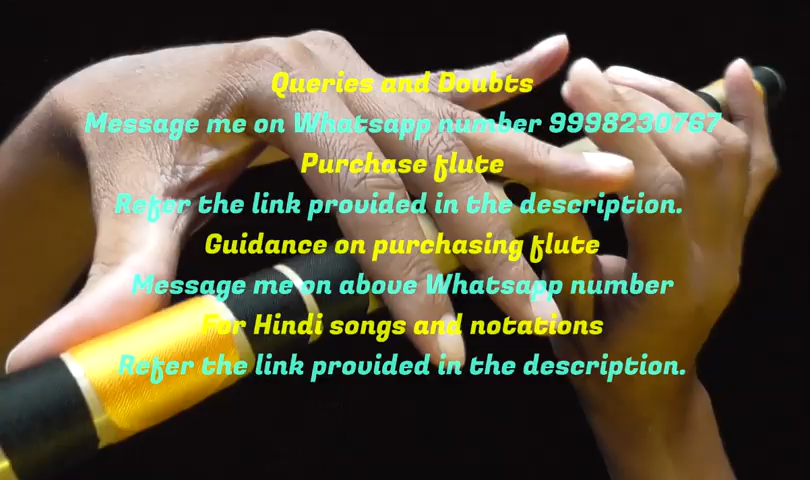 Queries and Doubts
Message me on Whatsapp number 9998230767
Purchase flute
Refer the link provided in the description.
Guidance on purchasing flute
Message me on above Whatsapp number
For Hindi songs and notations
Refer the link provided in the description.